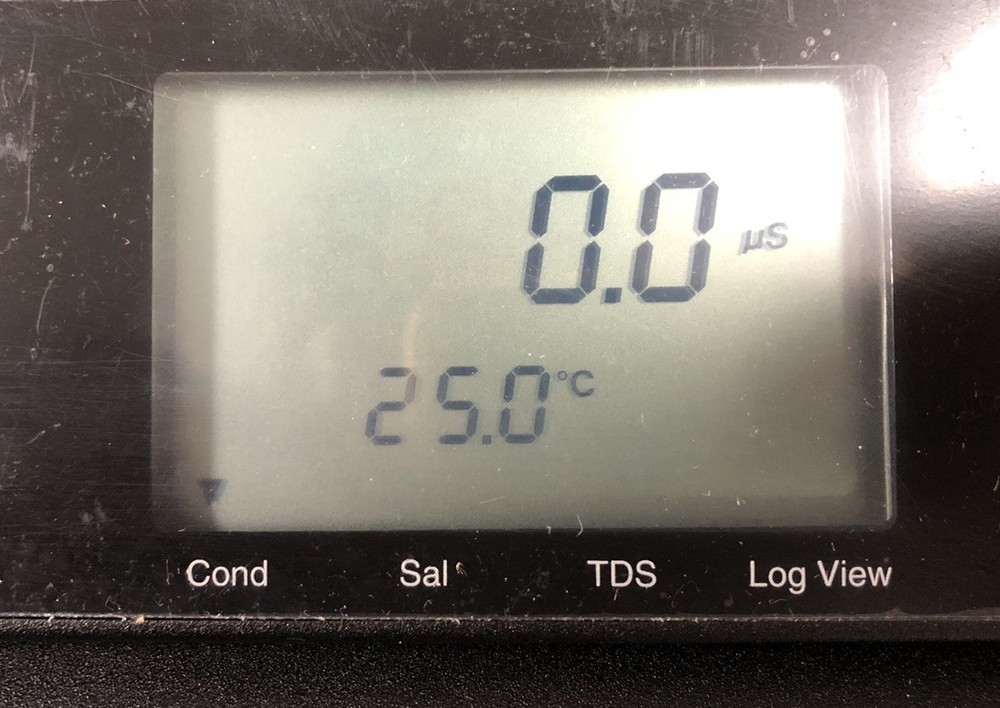 0.0 µS
25.0 °C
Cond Sal TDS Log View